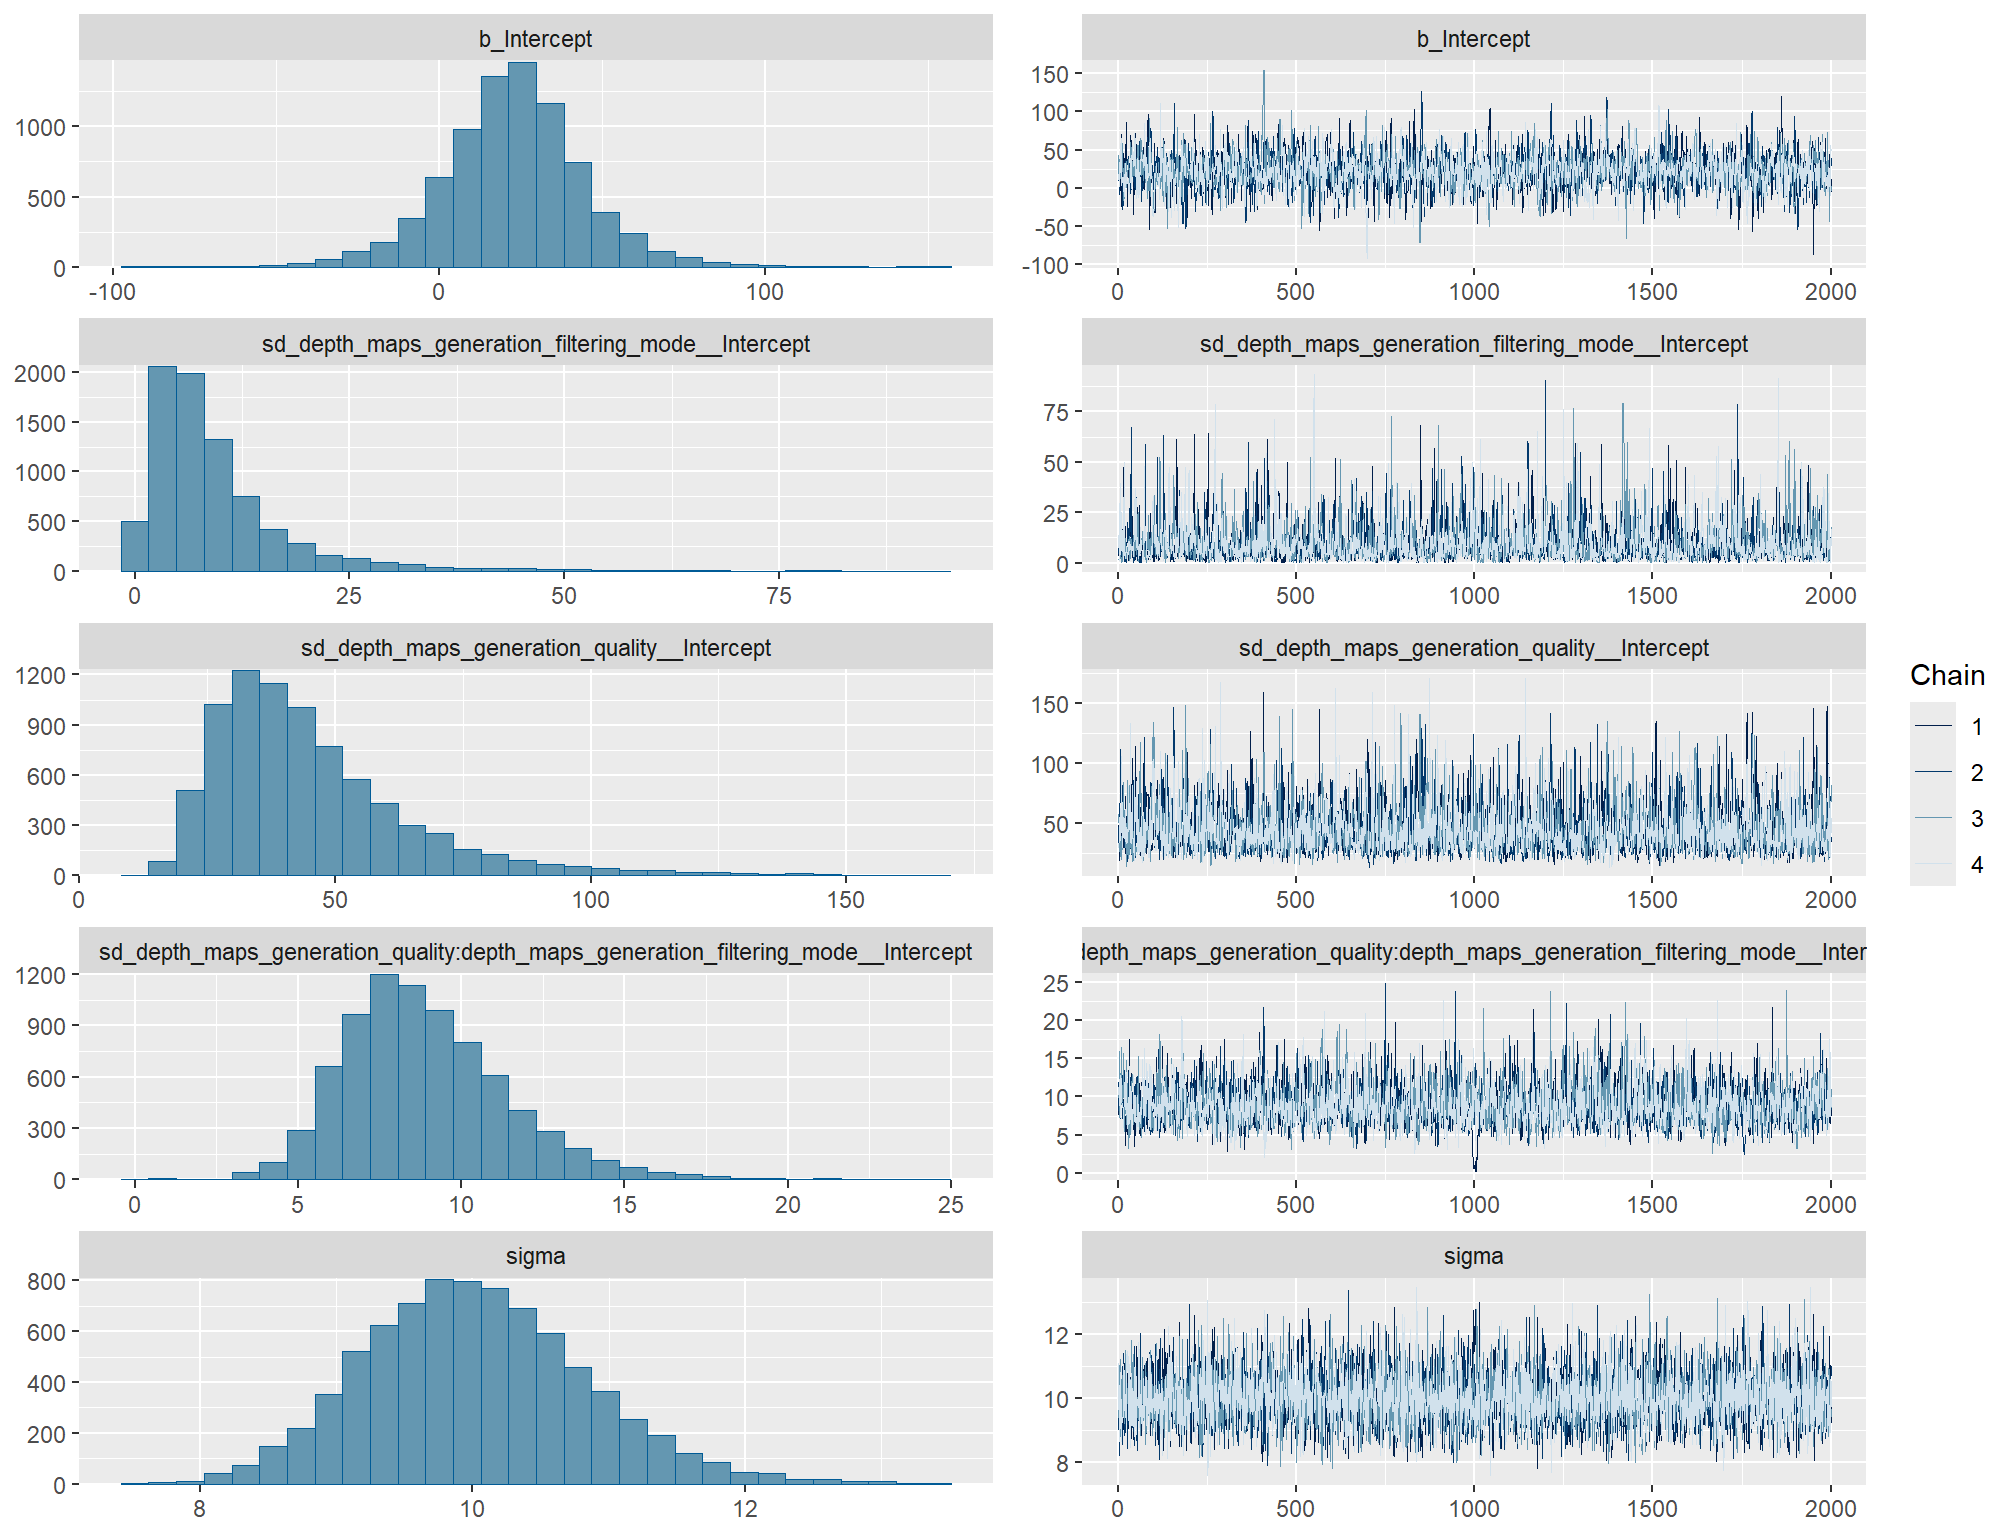 b_Intercept
1000
500
0
-100 0 100
b_Intercept
150
100
50
0
-50
-100
0 500 1000 1500 2000
sd_depth_maps_generation_filtering_mode__Intercept
2000
1500
1000
500
0
0 25 50 75
sd_depth_maps_generation_filtering_mode__Intercept
75
50
25
0
0 500 1000 1500 2000
sd_depth_maps_generation_quality__Intercept
1200
900
600
300
0
0 50 100 150
sd_depth_maps_generation_quality__Intercept
150
100
50
0 500 1000 1500 2000
sd_depth_maps_generation_quality:depth_maps_generation_filtering_mode__Intercept
1200
900
600
300
0
0 5 10 15 20 25
depth_maps_generation_quality:depth_maps_generation_filtering_mode__Inter
25
20
15
10
5
0
0 500 1000 1500 2000
sigma
800
600
400
200
0
8 10 12
sigma
12
10
8
0 500 1000 1500 2000
Chain
1
2
3
4